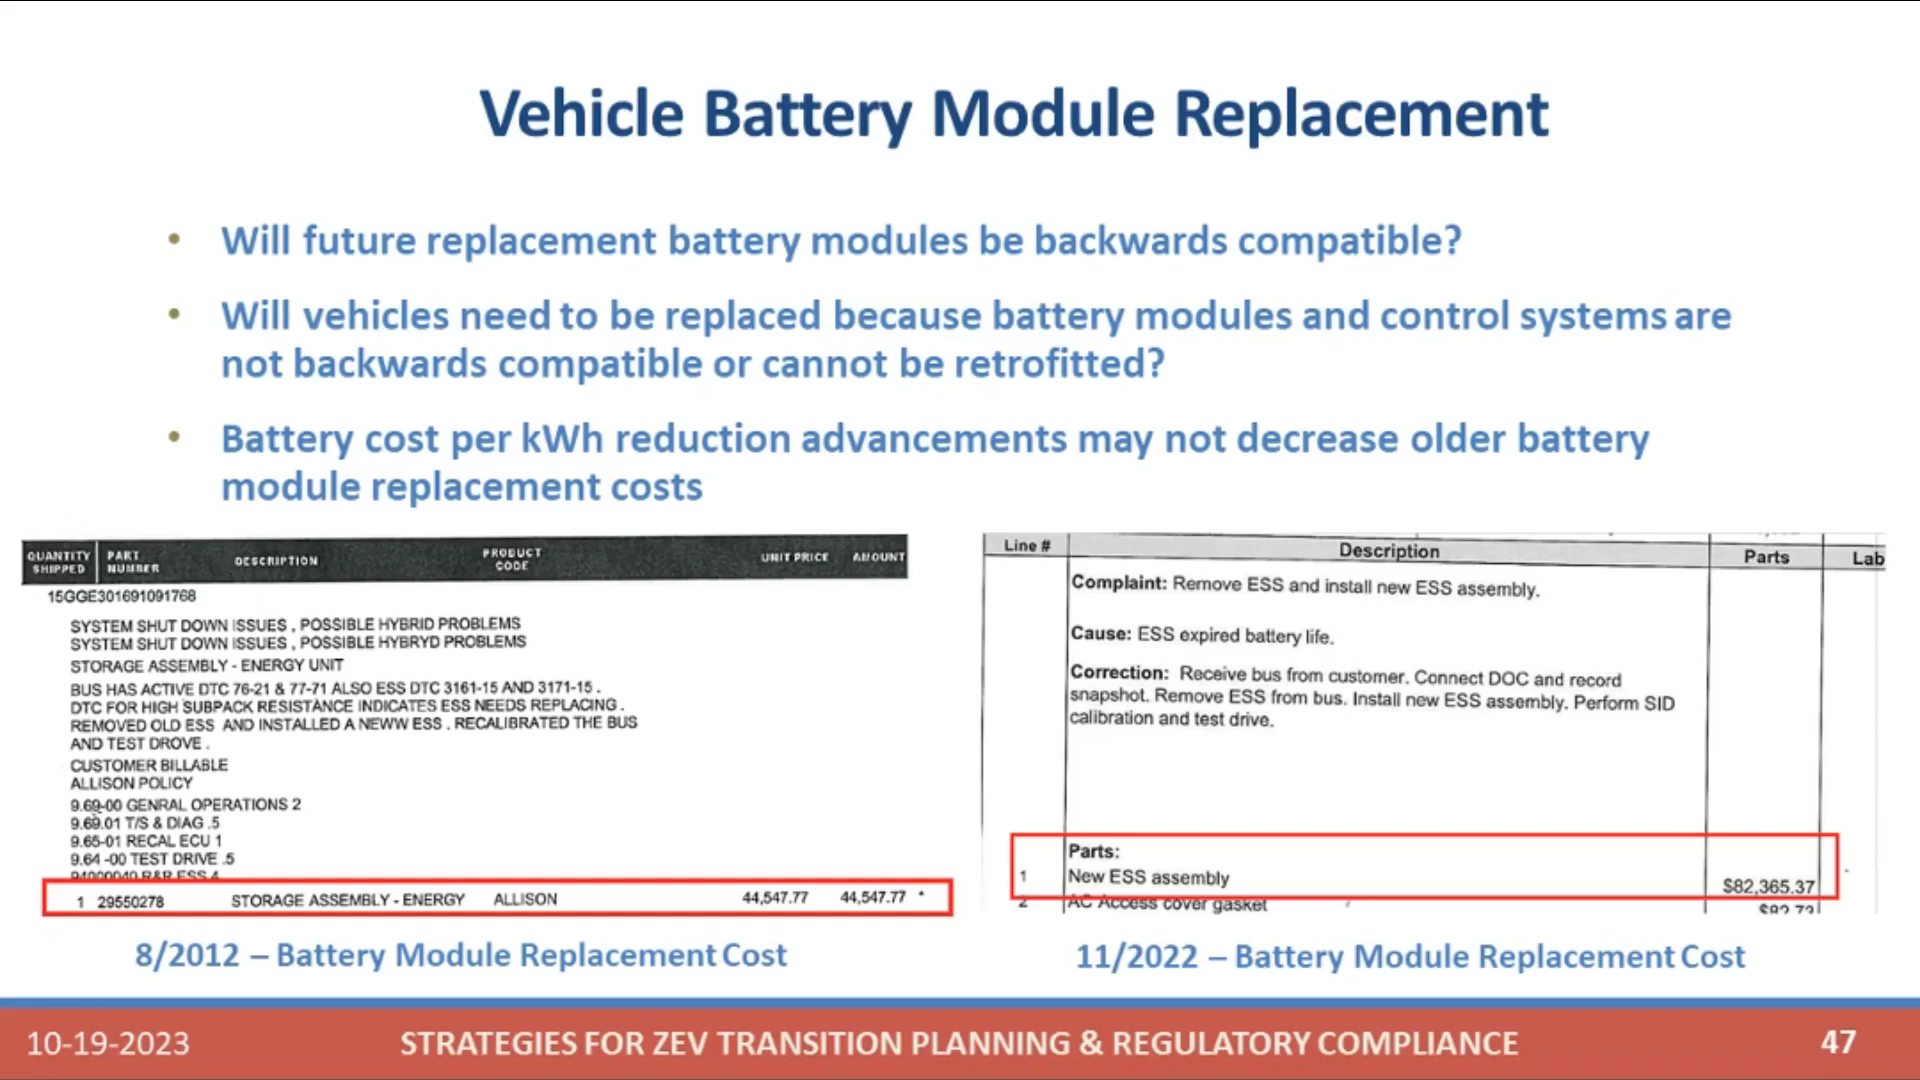 Vehicle Battery Module Replacement
• Will future replacement battery modules be backwards compatible?
• Will vehicles need to be replaced because battery modules and control systems are
not backwards compatible or cannot be retrofitted?
• Battery cost per kWh reduction advancements may not decrease older battery
module replacement costs
QUANTITY SHIPPED PART NUMBER DESCRIPTION PRODUCT CODE UNIT PRICE AMOUNT
15GGE301691091768
SYSTEM SHUT DOWN ISSUES , POSSIBLE HYBRID PROBLEMS
SYSTEM SHUT DOWN ISSUES , POSSIBLE HYBRYD PROBLEMS
STORAGE ASSEMBLY - ENERGY UNIT
BUS HAS ACTIVE DTC 76-21 & 77-71 ALSO ESS DTC 3161-15 AND 3171-15 .
DTC FOR HIGH SUBPACK RESISTANCE INDICATES ESS NEEDS REPLACING .
REMOVED OLD ESS AND INSTALLED A NEWW ESS . RECALIBRATED THE BUS
AND TEST DROVE .
CUSTOMER BILLABLE
ALLISON POLICY
9.69-00 GENRAL OPERATIONS 2
9.69.01 T/S & DIAG .5
9.65-01 RECAL ECU 1
9.64 -00 TEST DRIVE .5
94000040 R&R ESS 4
1 29550278 STORAGE ASSEMBLY - ENERGY ALLISON 44,547.77 44,547.77 *
8/2012 – Battery Module Replacement Cost
Line # Description Parts Lab
Complaint: Remove ESS and install new ESS assembly.
Cause: ESS expired battery life.
Correction: Receive bus from customer. Connect DOC and record
snapshot. Remove ESS from bus. Install new ESS assembly. Perform SID
calibration and test drive.
Parts:
1 New ESS assembly $82,365.37
2 AC Access cover gasket $92.72
11/2022 – Battery Module Replacement Cost
10-19-2023 STRATEGIES FOR ZEV TRANSITION PLANNING & REGULATORY COMPLIANCE 47